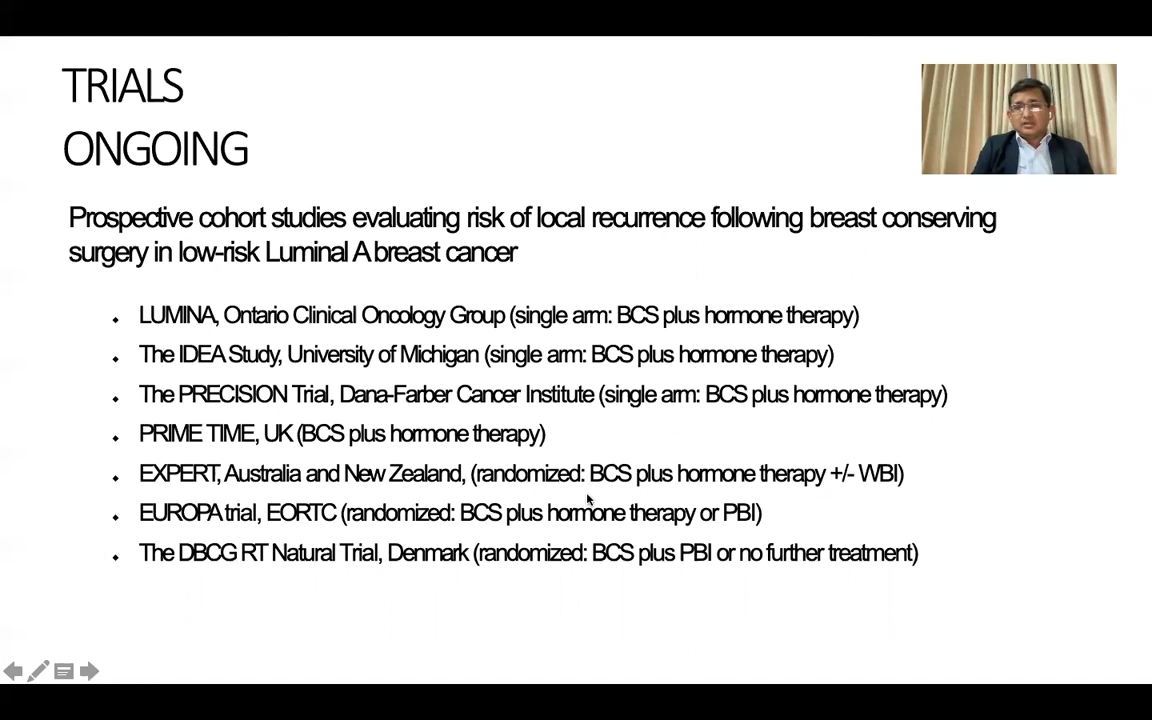 TRIALS
ONGOING
Prospective cohort studies evaluating risk of local recurrence following breast conserving
surgery in low-risk Luminal A breast cancer
LUMINA, Ontario Clinical Oncology Group (single arm: BCS plus hormone therapy)
The IDEA Study, University of Michigan (single arm: BCS plus hormone therapy)
The PRECISION Trial, Dana-Farber Cancer Institute (single arm: BCS plus hormone therapy)
PRIME TIME, UK (BCS plus hormone therapy)
EXPERT, Australia and New Zealand, (randomized: BCS plus hormone therapy +/- WBI)
EUROPA trial, EORTC (randomized: BCS plus hormone therapy or PBI)
The DBCG RT Natural Trial, Denmark (randomized: BCS plus PBI or no further treatment)